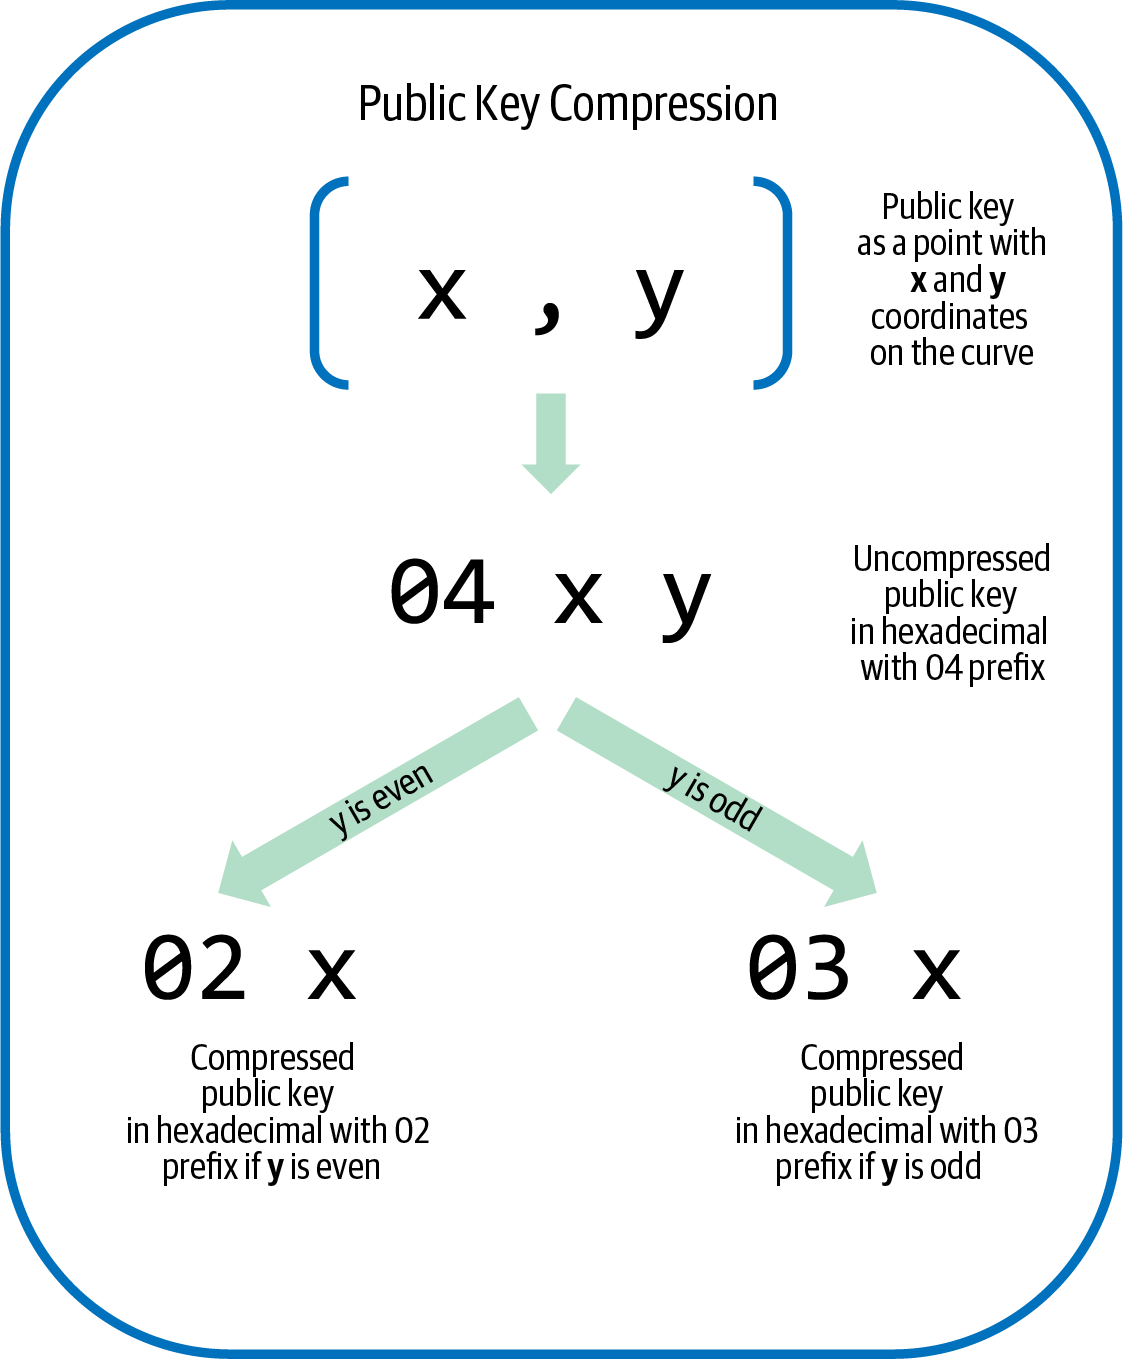 Public Key Compression
x , y
Public key
as a point with
x and y
coordinates
on the curve
04 x y
Uncompressed
public key
in hexadecimal
with 04 prefix
y is even
y is odd
02 x
03 x
Compressed
public key
in hexadecimal with 02
prefix if y is even
Compressed
public key
in hexadecimal with 03
prefix if y is odd